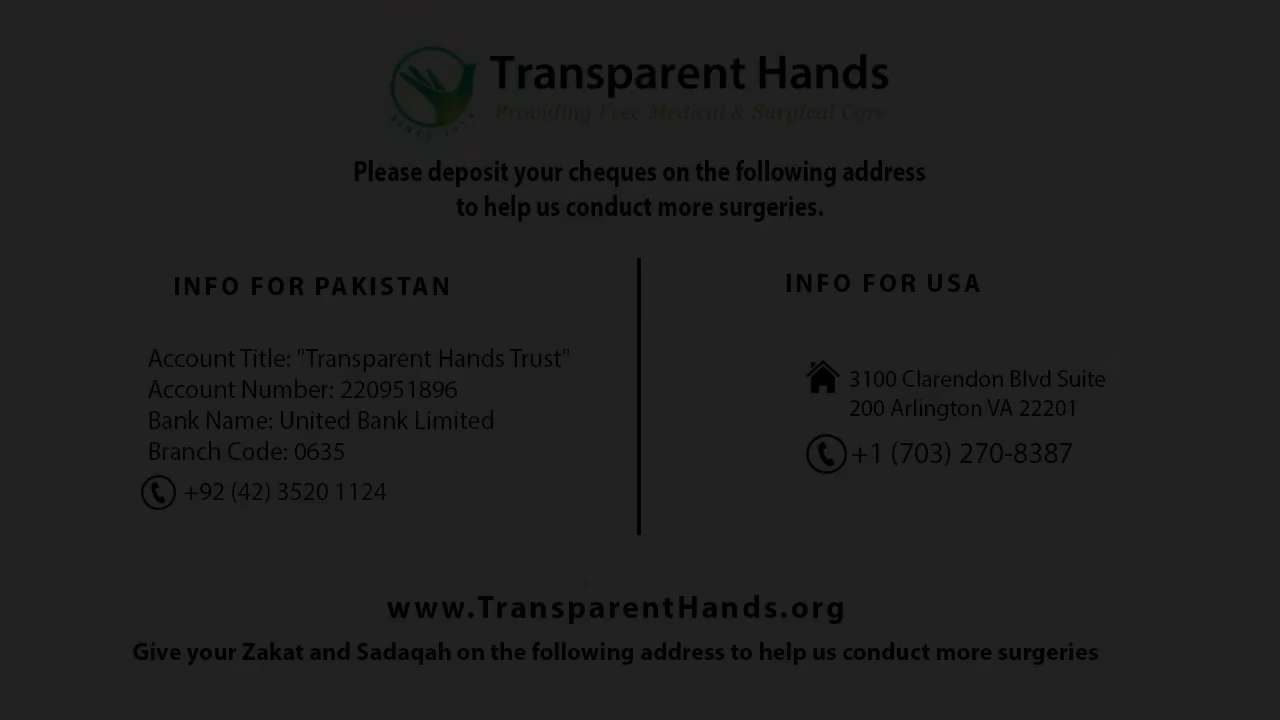 Transparent Hands
Providing Free Medical & Surgical Care
SINCE 2014
Please deposit your cheques on the following address
to help us conduct more surgeries.
INFO FOR PAKISTAN
Account Title: "Transparent Hands Trust"
Account Number: 220951896
Bank Name: United Bank Limited
Branch Code: 0635
+92 (42) 3520 1124
INFO FOR USA
3100 Clarendon Blvd Suite
200 Arlington VA 22201
+1 (703) 270-8387
www.TransparentHands.org
Give your Zakat and Sadaqah on the following address to help us conduct more surgeries